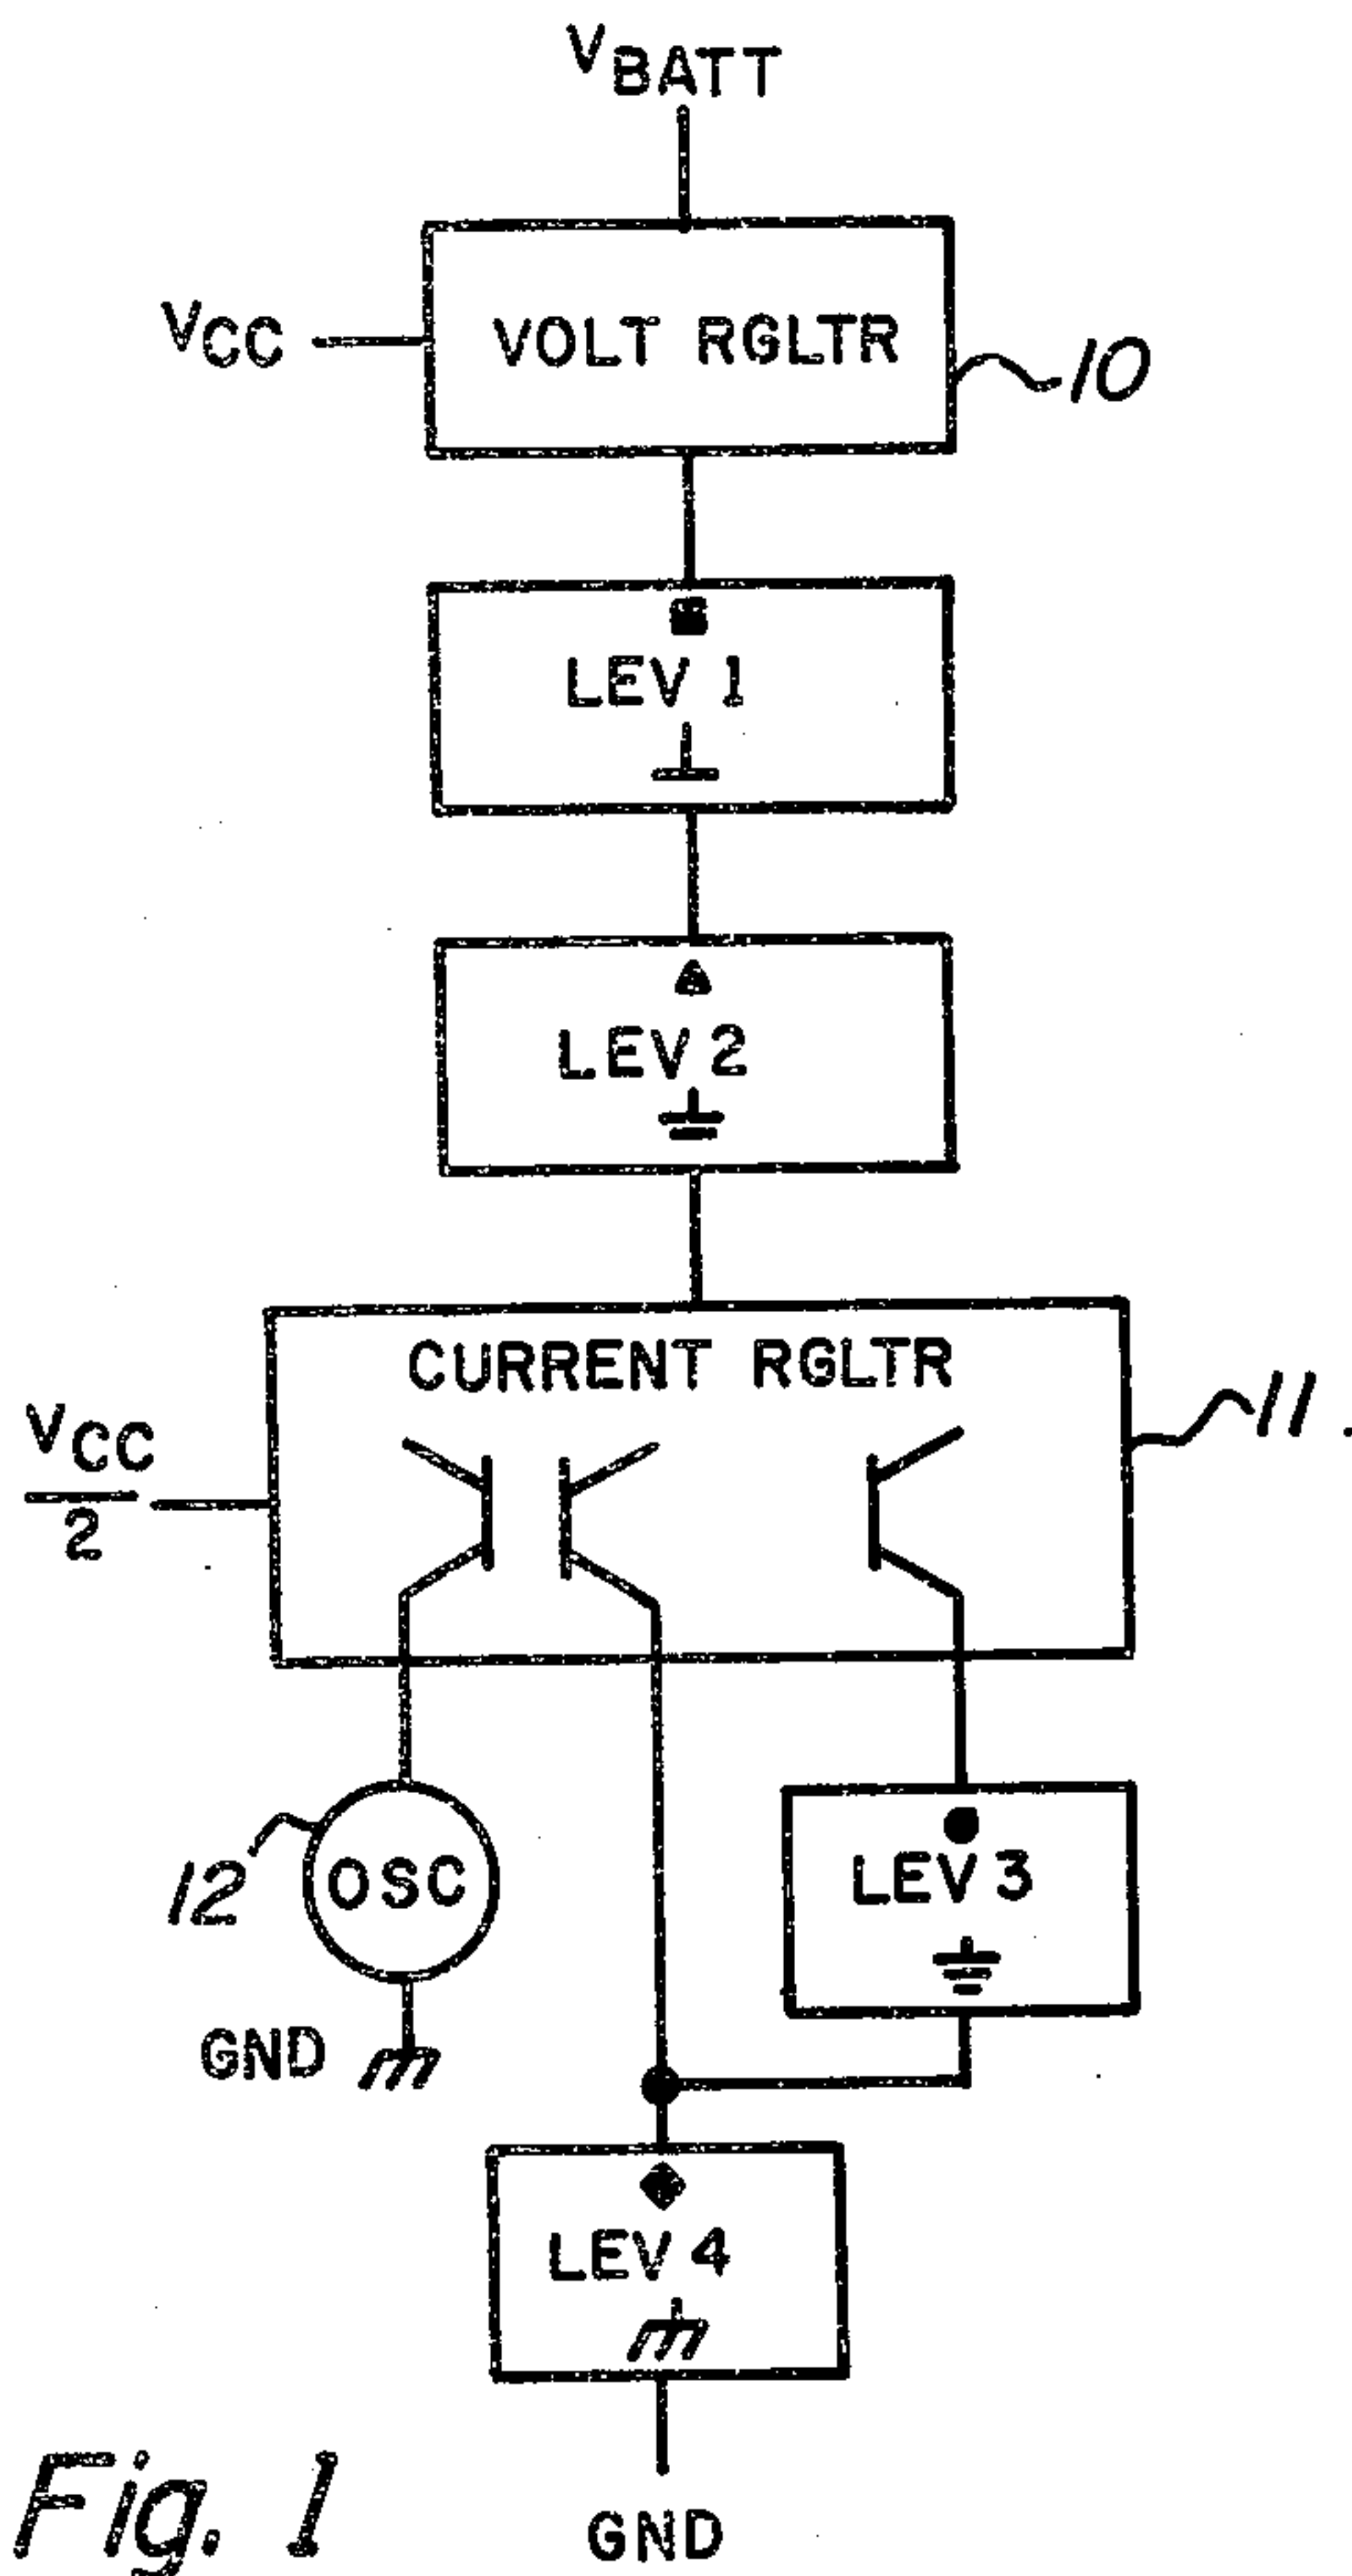 VBATT
VCC
VOLT RGLTR
10
LEV 1
LEV 2
CURRENT RGLTR
VCC
2
11
OSC
12
LEV 3
GND
LEV 4
GND
Fig. 1